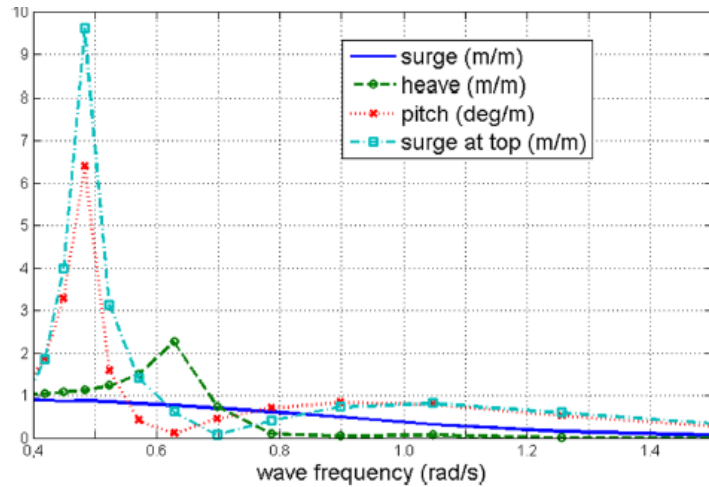 10
9
8
7
6
5
4
3
2
1
0
surge (m/m)
heave (m/m)
pitch (deg/m)
surge at top (m/m)
0.4 0.6 0.8 1.0 1.2 1.4
wave frequency (rad/s)